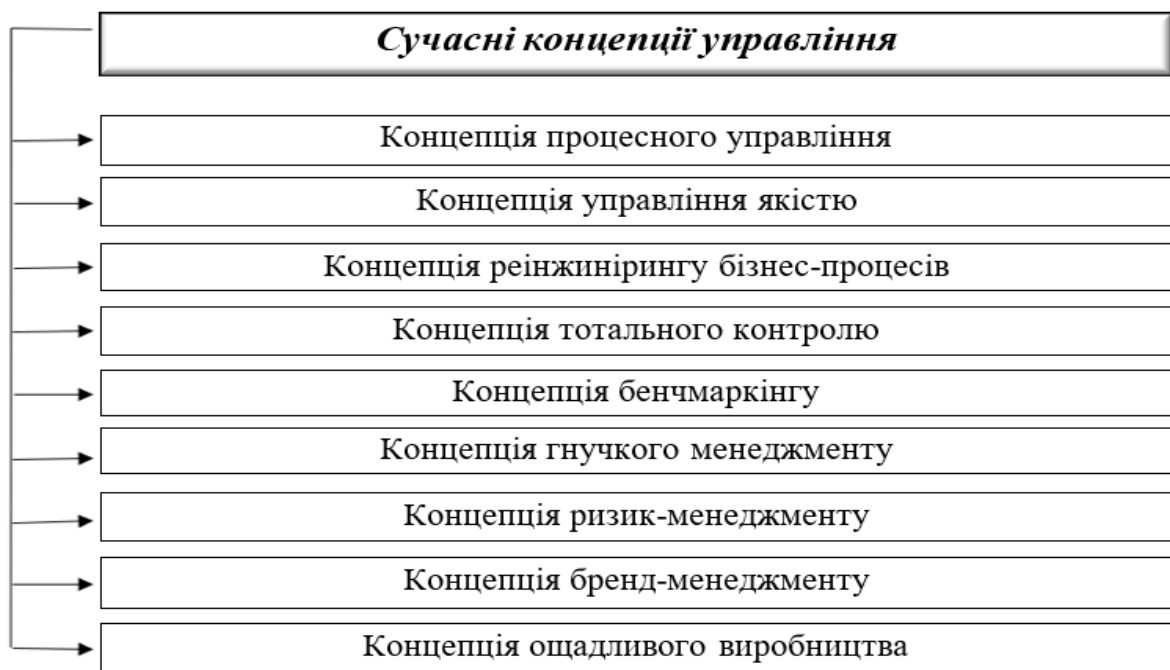 Сучасні концепції управління
Концепція процесного управління
Концепція управління якістю
Концепція реінжинірингу бізнес-процесів
Концепція тотального контролю
Концепція бенчмаркінгу
Концепція гнучкого менеджменту
Концепція ризик-менеджменту
Концепція бренд-менеджменту
Концепція ощадливого виробництва